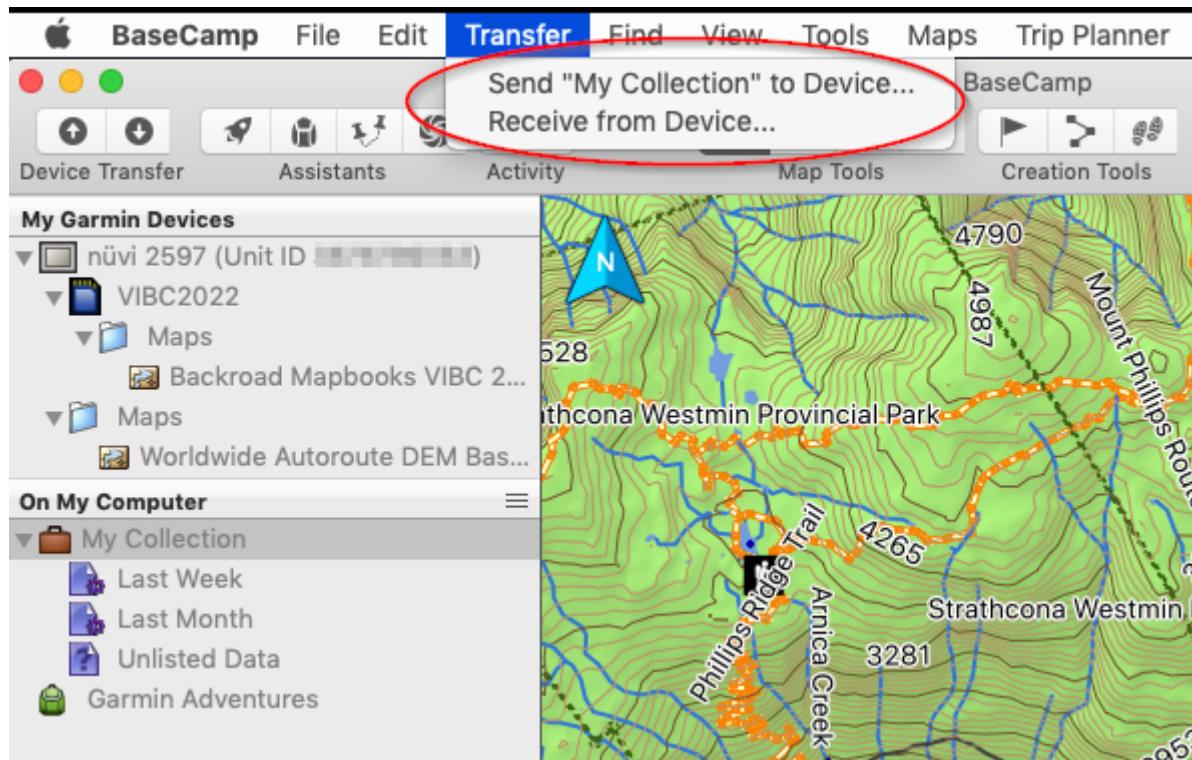 BaseCamp File Edit Transfer Find View Tools Maps Trip Planner
Send "My Collection" to Device...
Receive from Device...
BaseCamp
Device Transfer Assistants Activity Map Tools Creation Tools
My Garmin Devices
nüvi 2597 (Unit ID )
VIBC2022
Maps
Backroad Mapbooks VIBC 2...
Maps
Worldwide Autoroute DEM Bas...
On My Computer
My Collection
Last Week
Last Month
Unlisted Data
Garmin Adventures
N
4790
4987
Mount Phillips Rou
528
athcona Westmin Provincial Park
4265
Phillips Ridge Trail
Arnica Creek
Strathcona Westmin
3281